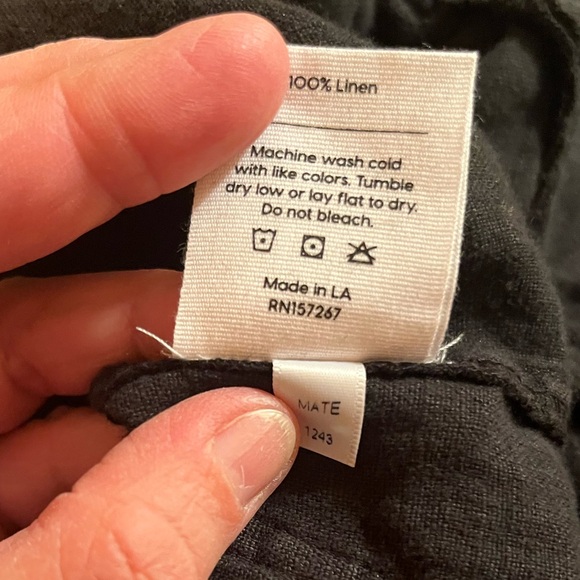 100% Linen
Machine wash cold
with like colors. Tumble
dry low or lay flat to dry.
Do not bleach.
Made in LA
RN157267
MATE
1243